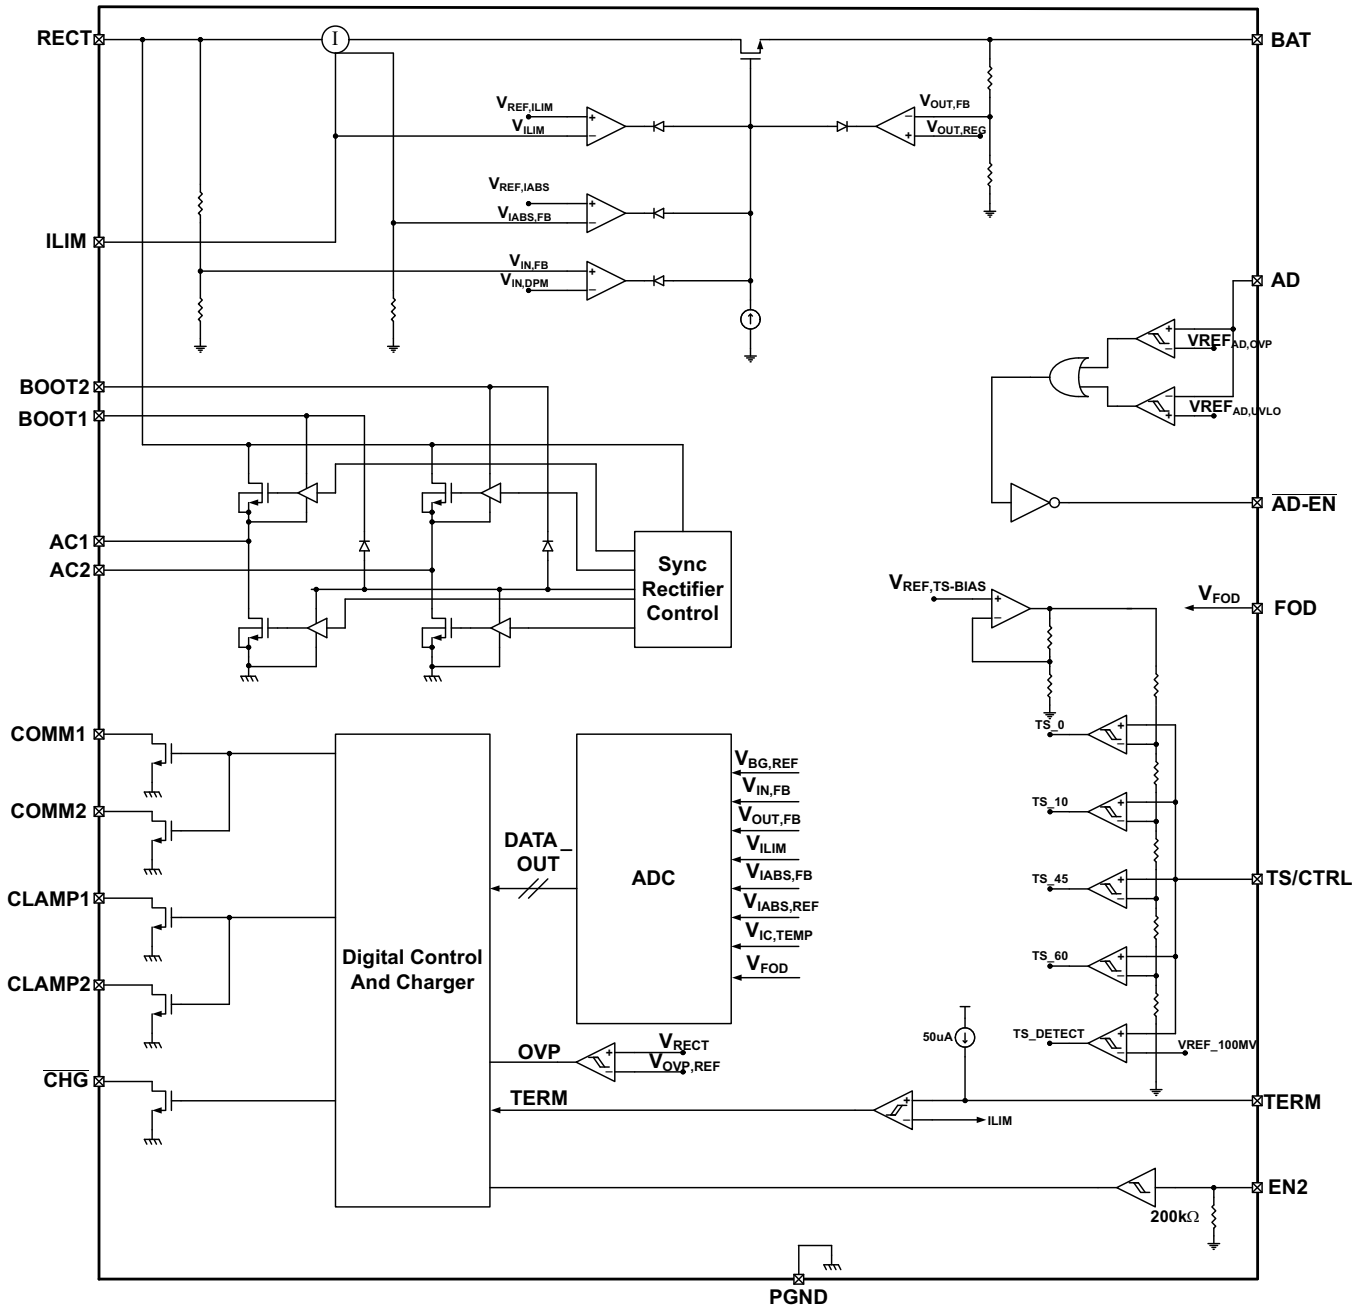 RECT
I
BAT
VREF,ILIM
VILIM
VOUT,FB
VOUT,REG
VREF,IABS
VIABS,FB
ILIM
VIN,FB
VIN,DPM
AD
VREFAD,OVP
BOOT2
BOOT1
VREFAD,UVLO
AD-EN
AC1
AC2
Sync
Rectifier
Control
VREF,TS-BIAS
VFOD
FOD
COMM1
TS_0
VBG,REF
VIN,FB
COMM2
TS_10
VOUT,FB
DATA_
OUT
VILIM
ADC
VIABS,FB
TS_45
TS/CTRL
CLAMP1
VIABS,REF
VIC,TEMP
Digital Control
And Charger
VFOD
TS_60
CLAMP2
50uA
TS_DETECT
VREF_100MV
OVP
VRECT
VOVP,REF
CHG
TERM
TERM
ILIM
EN2
200kΩ
PGND